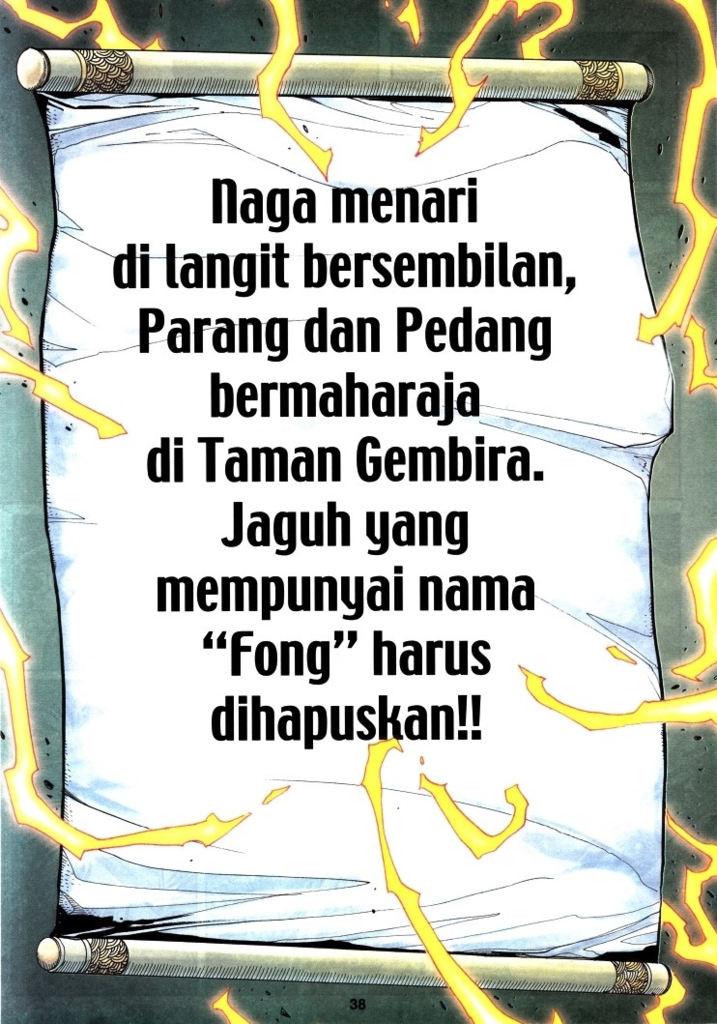 Naga menari
di langit bersembilan,
Parang dan Pedang
bermaharaja
di Taman Gembira.
Jaguh yang
mempunyai nama
“Fong” harus
dihapuskan!!
38